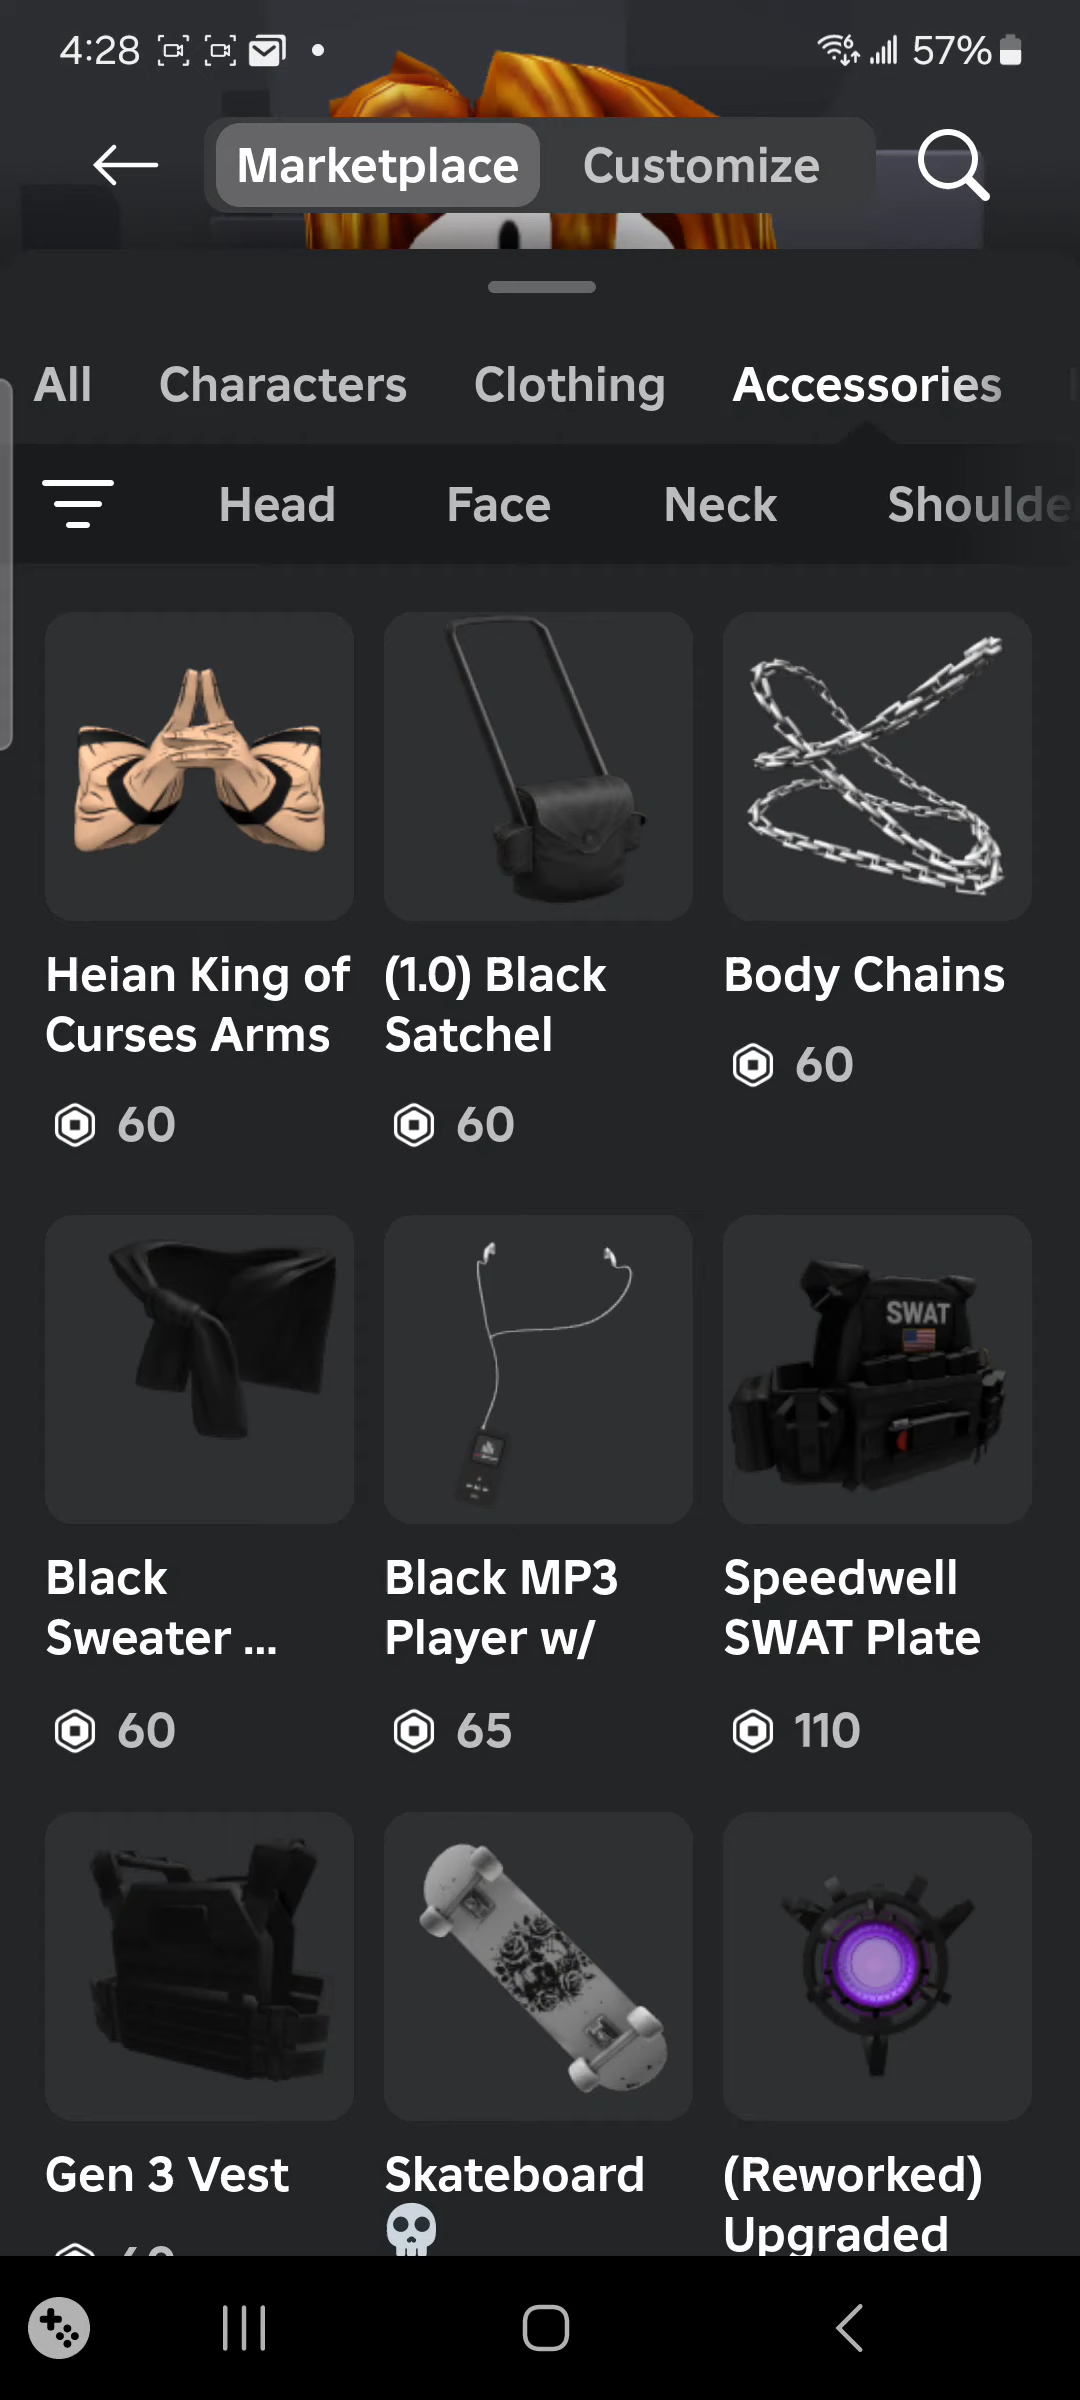 4:28
57%
Marketplace Customize
All Characters Clothing Accessories
Head Face Neck Shoulde
SWAT
Heian King of
Curses Arms
60
(1.0) Black
Satchel
60
Body Chains
60
Black
Sweater ...
60
Black MP3
Player w/
65
Speedwell
SWAT Plate
110
Gen 3 Vest
Skateboard
💀
(Reworked)
Upgraded